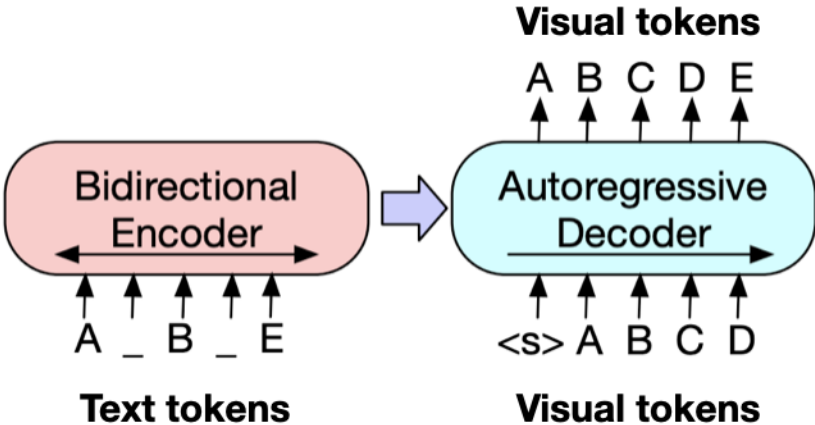 Visual tokens
A B C D E
Bidirectional
Encoder
Autoregressive
Decoder
A _ B _ E
<s> A B C D
Text tokens
Visual tokens